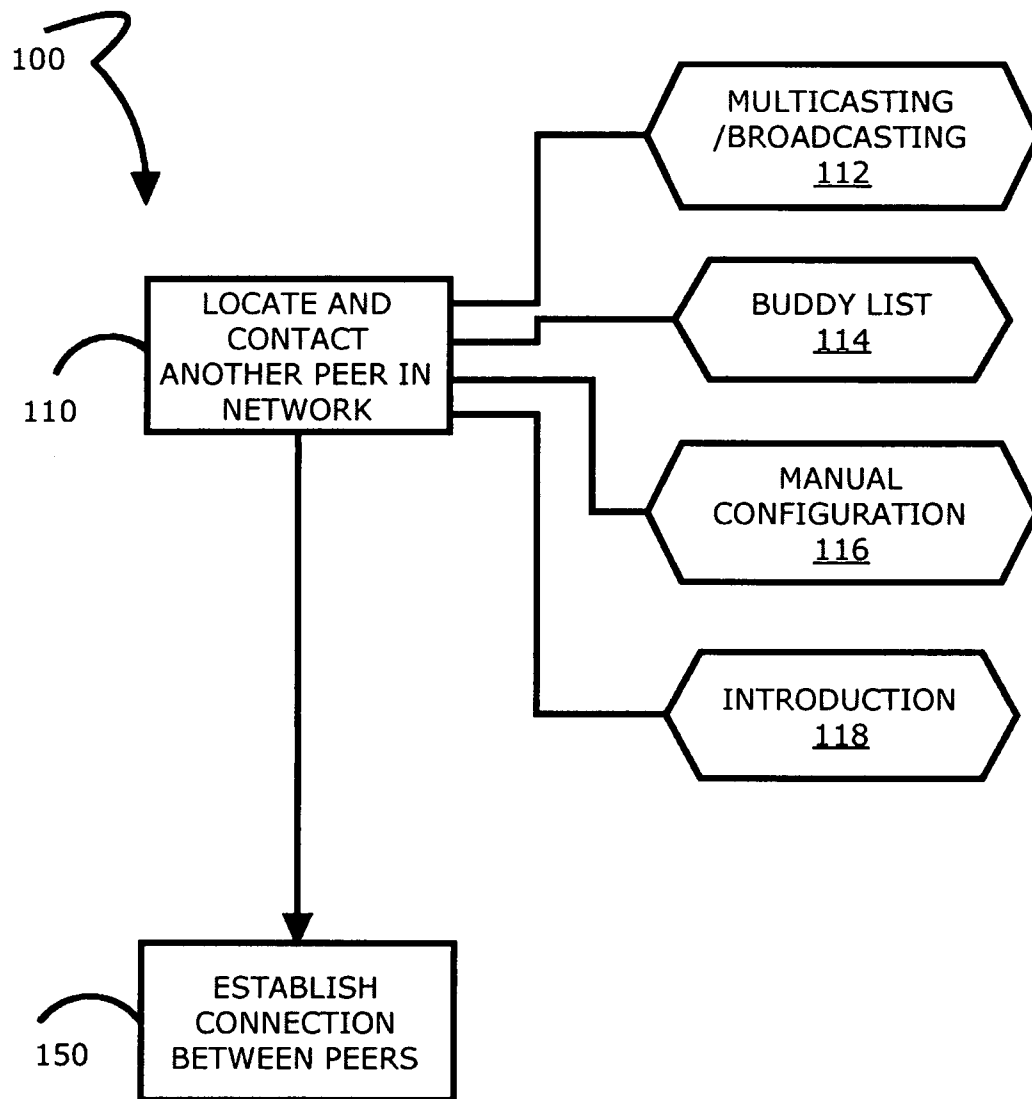 100
MULTICASTING
/BROADCASTING
112
LOCATE AND
CONTACT
ANOTHER PEER IN
NETWORK
110
BUDDY LIST
114
MANUAL
CONFIGURATION
116
INTRODUCTION
118
ESTABLISH
CONNECTION
BETWEEN PEERS
150